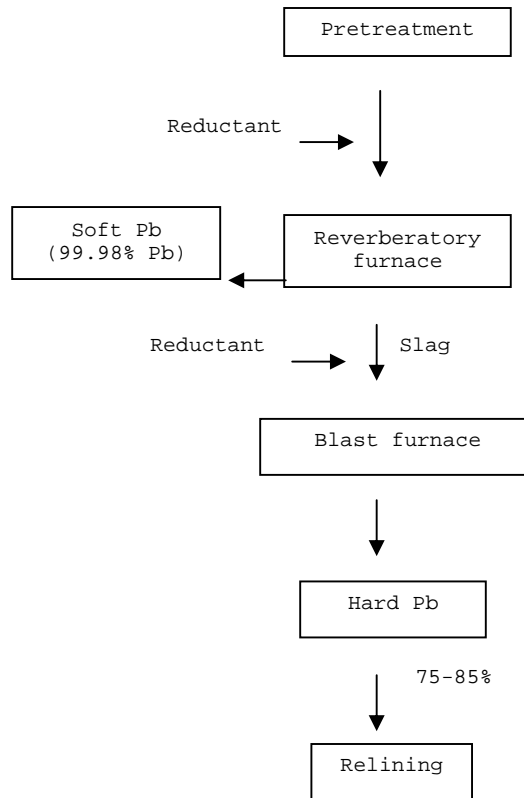 Pretreatment
Reductant
Soft Pb
(99.98% Pb)
Reverberatory
furnace
Reductant
Slag
Blast furnace
Hard Pb
75-85%
Relining